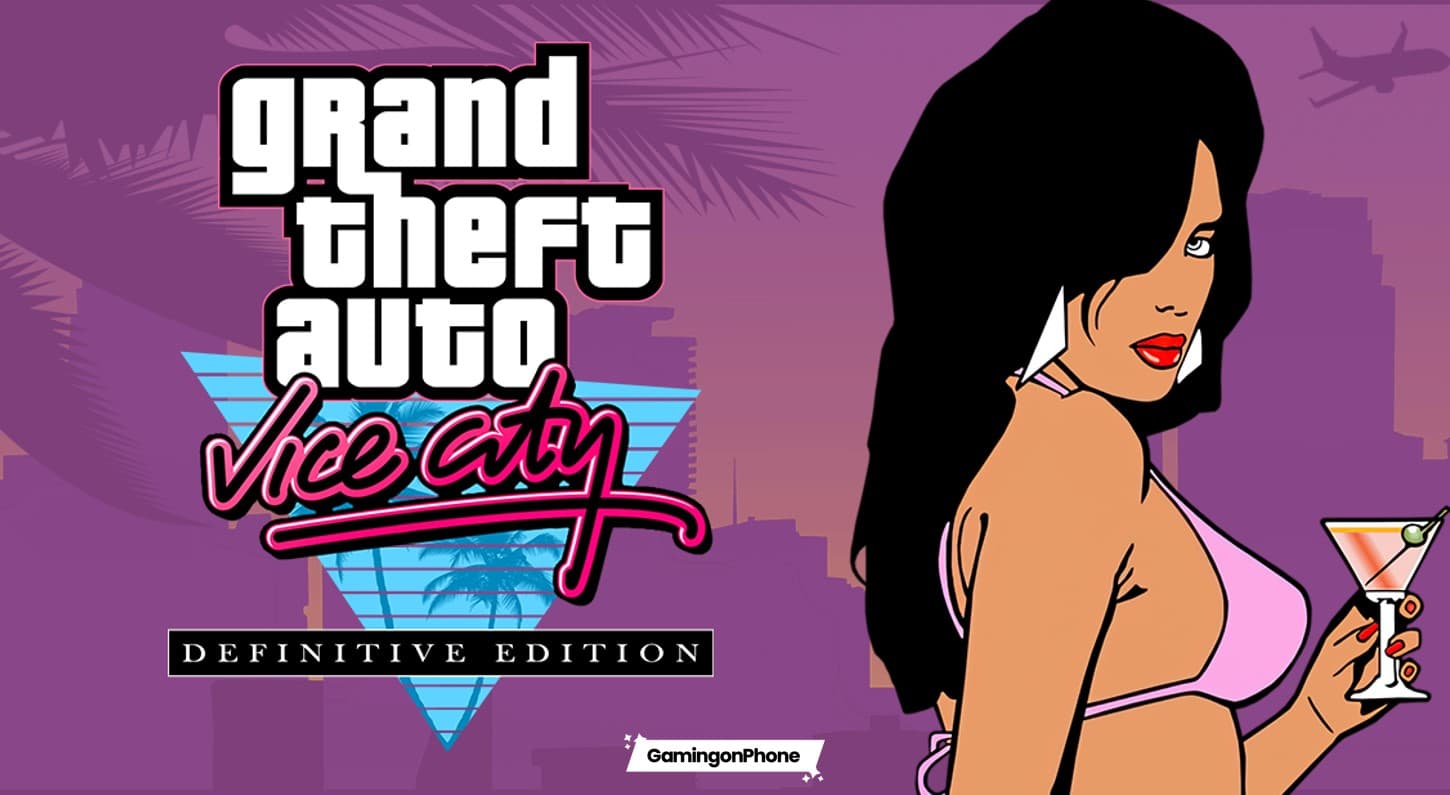 grand
theft
auto
Vice City
DEFINITIVE EDITION
GamingonPhone